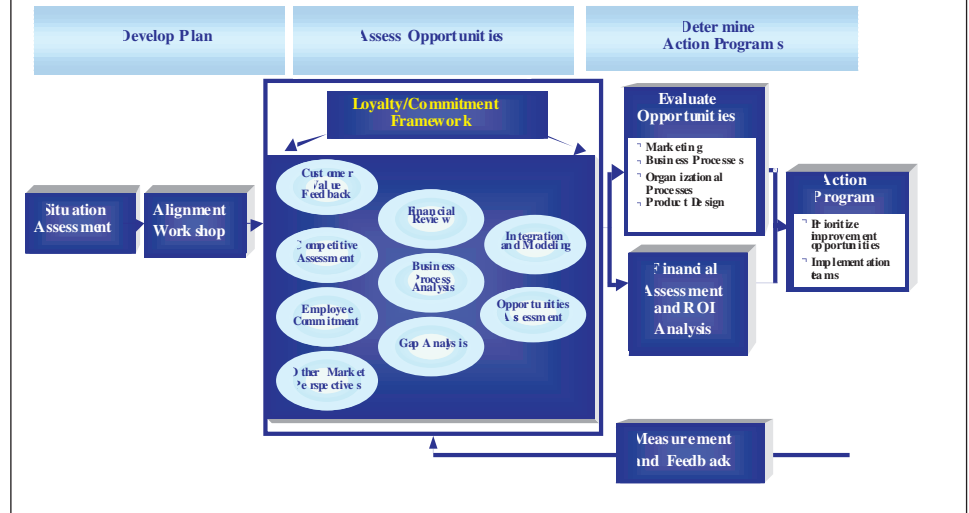 Develop Plan
Assess Opportunities
Determine
Action Programs
Loyalty/Commitment
Framework
Situation
Assessment
Alignment
Workshop
Customer
Value
Feedback
Competitive
Assessment
Employee
Commitment
Other Market
Perspectives
Financial
Review
Business
Process
Analysis
Gap Analysis
Integration
and Modeling
Opportunities
Assessment
Evaluate
Opportunities
Marketing
Business Processes
Organizational
Processes
Product Design
Financial
Assessment
and ROI
Analysis
Action
Program
Prioritize
improvement
opportunities
Implementation
teams
Measurement
and Feedback